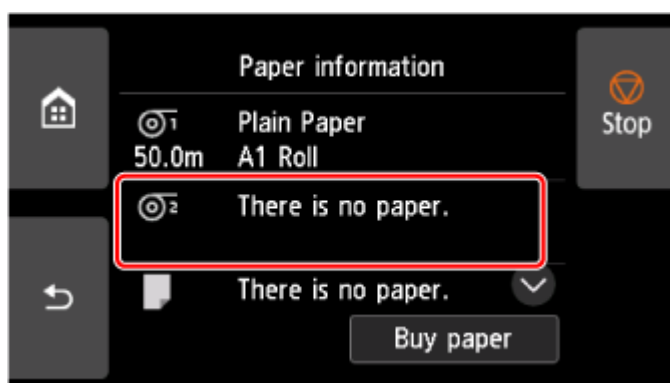 Paper information
1 Plain Paper
50.0m A1 Roll
2 There is no paper.
There is no paper.
Buy paper
Stop